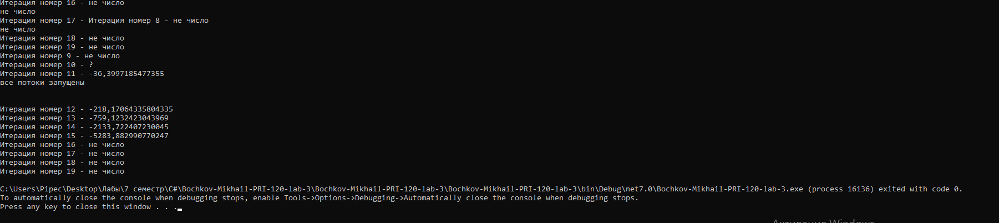 Итерация номер 16 - не число
не число
Итерация номер 17 - Итерация номер 8 - не число
не число
Итерация номер 18 - не число
Итерация номер 19 - не число
Итерация номер 9 - не число
Итерация номер 10 - ?
Итерация номер 11 - -36,3997185477355
все потоки запущены
Итерация номер 12 - -218,17064335804335
Итерация номер 13 - -759,1232423043969
Итерация номер 14 - -2133,722407230045
Итерация номер 15 - -5283,882990770247
Итерация номер 16 - не число
Итерация номер 17 - не число
Итерация номер 18 - не число
Итерация номер 19 - не число
C:\Users\Pipec\Desktop\Лабы\7 семестр\C#\Bochkov-Mikhail-PRI-120-lab-3\Bochkov-Mikhail-PRI-120-lab-3\Bochkov-Mikhail-PRI-120-lab-3\bin\Debug\net7.0\Bochkov-Mikhail-PRI-120-lab-3.exe (process 16136) exited with code 0.
To automatically close the console when debugging stops, enable Tools->Options->Debugging->Automatically close the console when debugging stops.
Press any key to close this window . . .
Активация Windows